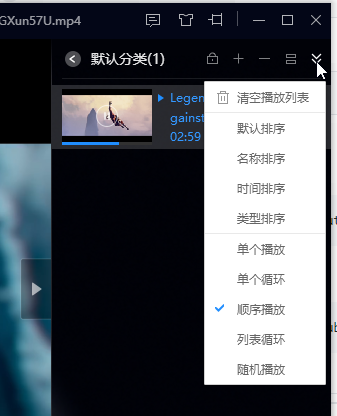 GXun57U.mp4
默认分类(1)
Legen
gainst
02:59
清空播放列表
默认排序
名称排序
时间排序
类型排序
单个播放
单个循环
顺序播放
列表循环
随机播放